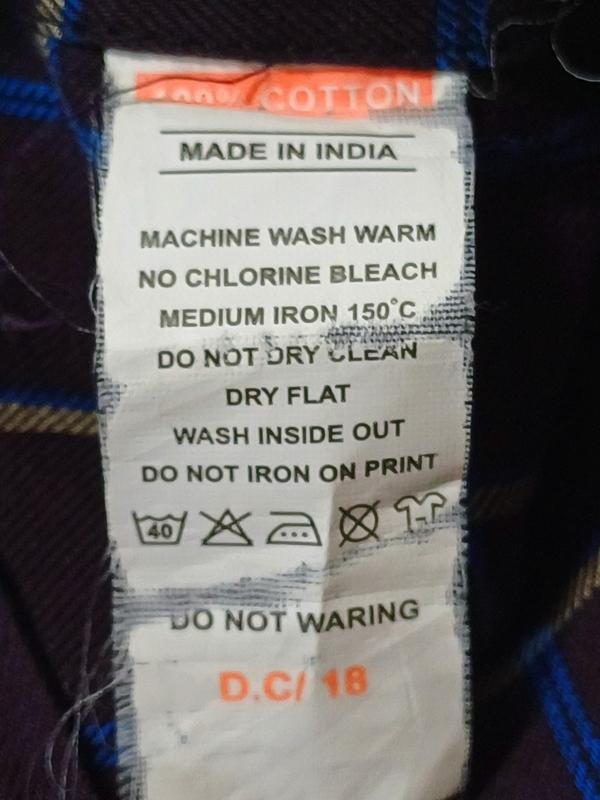 100% COTTON
MADE IN INDIA
MACHINE WASH WARM
NO CHLORINE BLEACH
MEDIUM IRON 150°C
DO NOT DRY CLEAN
DRY FLAT
WASH INSIDE OUT
DO NOT IRON ON PRINT
40
DO NOT WARING
D.C/ 18